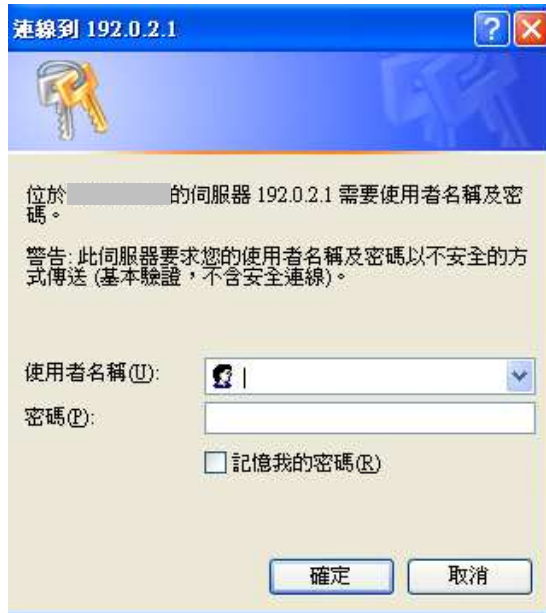 連線到 192.0.2.1
位於 的伺服器 192.0.2.1 需要使用者名稱及密
碼。
警告: 此伺服器要求您的使用者名稱及密碼以不安全的方
式傳送 (基本驗證，不含安全連線)。
使用者名稱(U):
密碼(P):
記憶我的密碼(R)
確定 取消